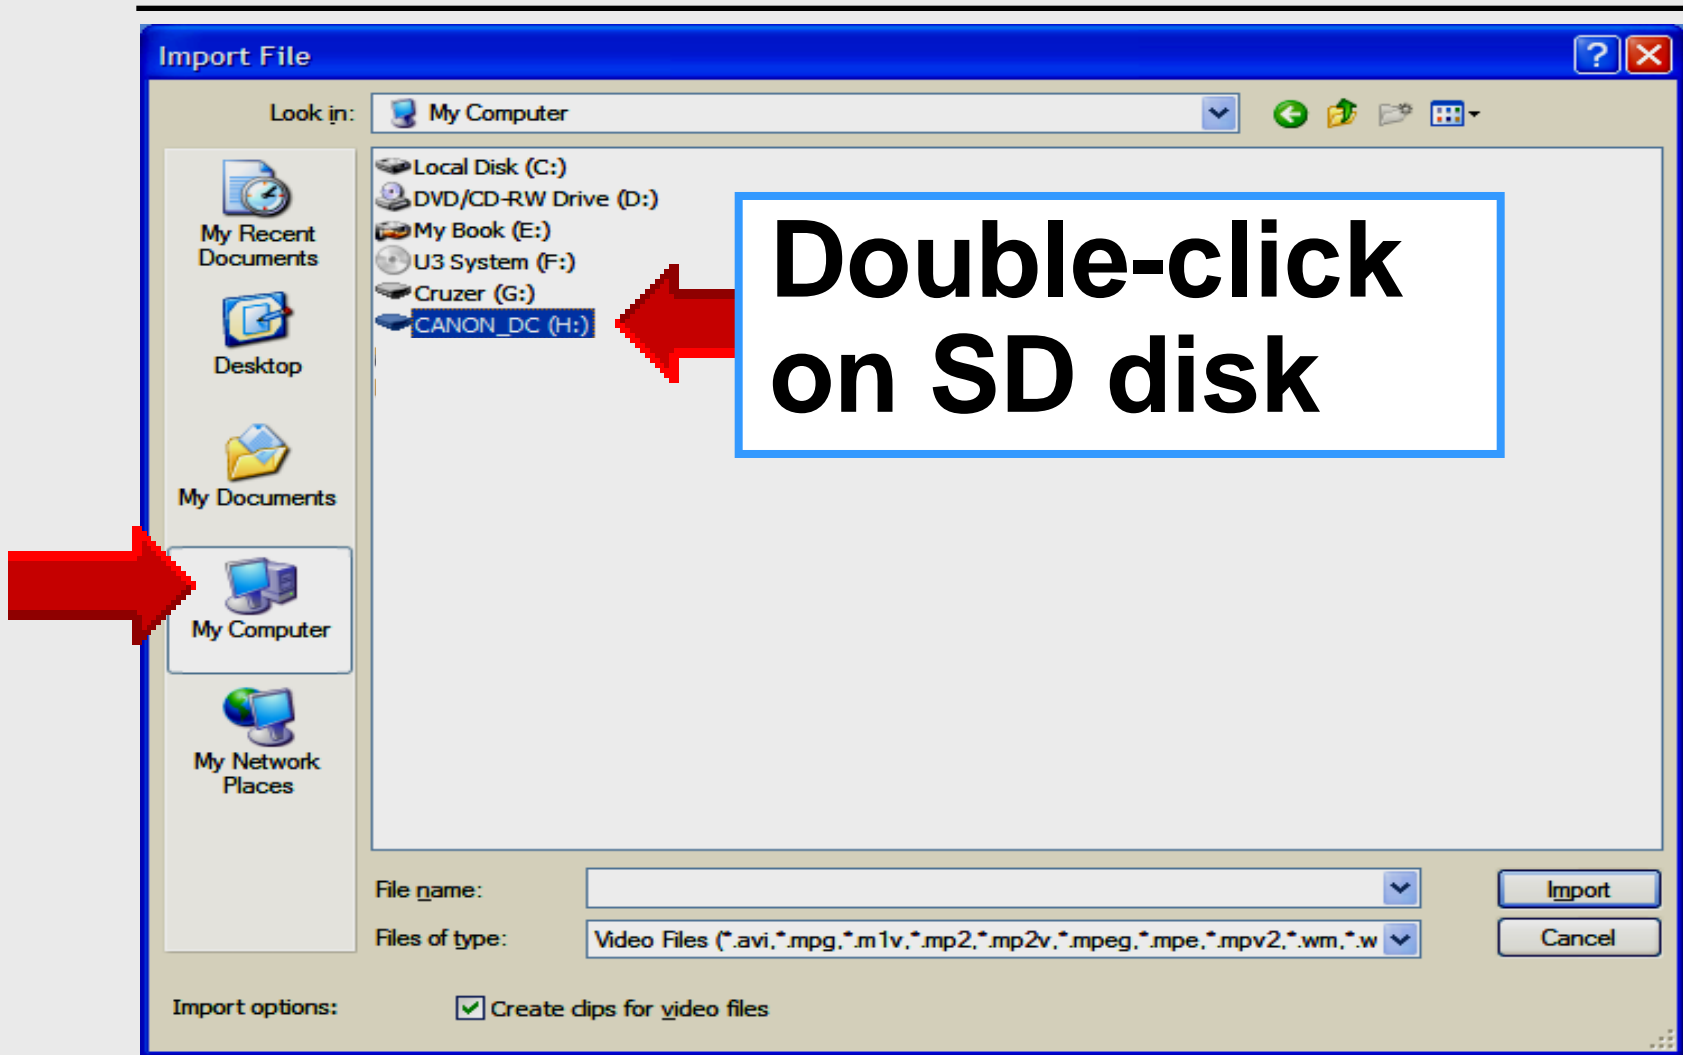 Import File
Look in:
My Computer
My Recent
Documents
Desktop
My Documents
My Computer
My Network
Places
Local Disk (C:)
DVD/CD-RW Drive (D:)
My Book (E:)
U3 System (F:)
Cruzer (G:)
CANON_DC (H:)
Double-click
on SD disk
File name:
Import
Files of type:
Video Files (*.avi,*.mpg,*.m1v,*.mp2,*.mp2v,*.mpeg,*.mpe,*.mpv2,*.wm,*.w
Cancel
Import options:
Create clips for video files